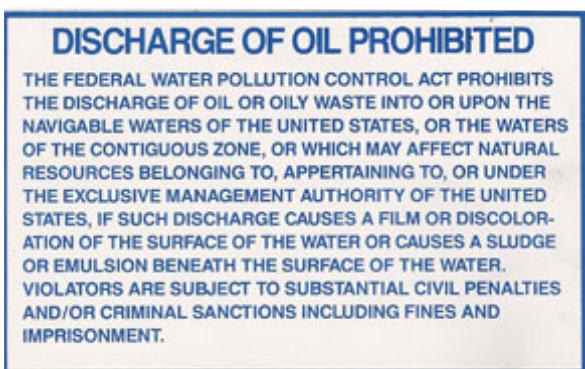 DISCHARGE OF OIL PROHIBITED
THE FEDERAL WATER POLLUTION CONTROL ACT PROHIBITS
THE DISCHARGE OF OIL OR OILY WASTE INTO OR UPON THE
NAVIGABLE WATERS OF THE UNITED STATES, OR THE WATERS
OF THE CONTIGUOUS ZONE, OR WHICH MAY AFFECT NATURAL
RESOURCES BELONGING TO, APPERTAINING TO, OR UNDER
THE EXCLUSIVE MANAGEMENT AUTHORITY OF THE UNITED
STATES, IF SUCH DISCHARGE CAUSES A FILM OR DISCOLOR-
ATION OF THE SURFACE OF THE WATER OR CAUSES A SLUDGE
OR EMULSION BENEATH THE SURFACE OF THE WATER.
VIOLATORS ARE SUBJECT TO SUBSTANTIAL CIVIL PENALTIES
AND/OR CRIMINAL SANCTIONS INCLUDING FINES AND
IMPRISONMENT.